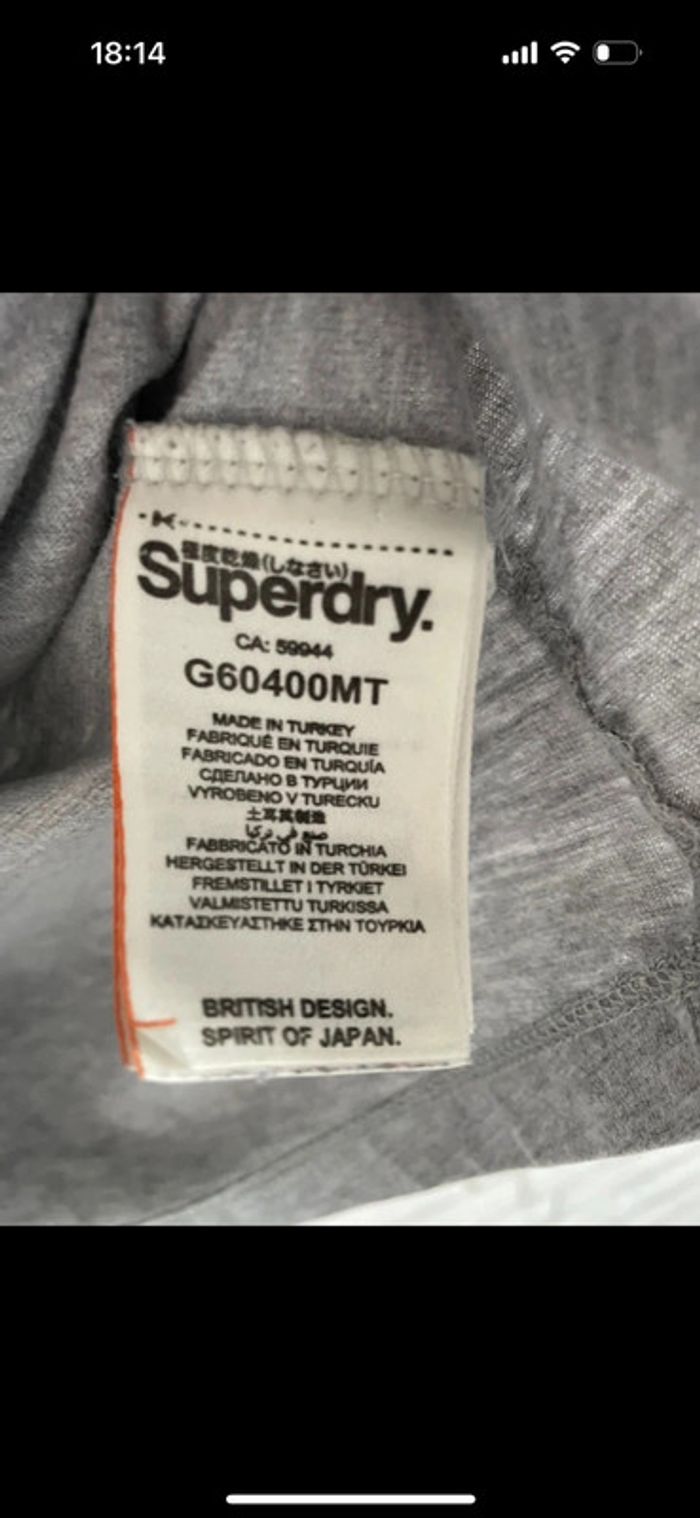 18:14
極度乾燥(しなさい)
Superdry.
CA: 59944
G60400MT
MADE IN TURKEY
FABRIQUÉ EN TURQUIE
FABRICADO EN TURQUÍA
СДЕЛАНО В ТУРЦИИ
VYROBENO V TURECKU
土耳其制造
صنع في تركيا
FABBRICATO IN TURCHIA
HERGESTELLT IN DER TÜRKEI
FREMSTILLET I TYRKIET
VALMISTETTU TURKISSA
ΚΑΤΑΣΚΕΥΑΣΤΗΚΕ ΣΤΗΝ ΤΟΥΡΚΙΑ
BRITISH DESIGN.
SPIRIT OF JAPAN.